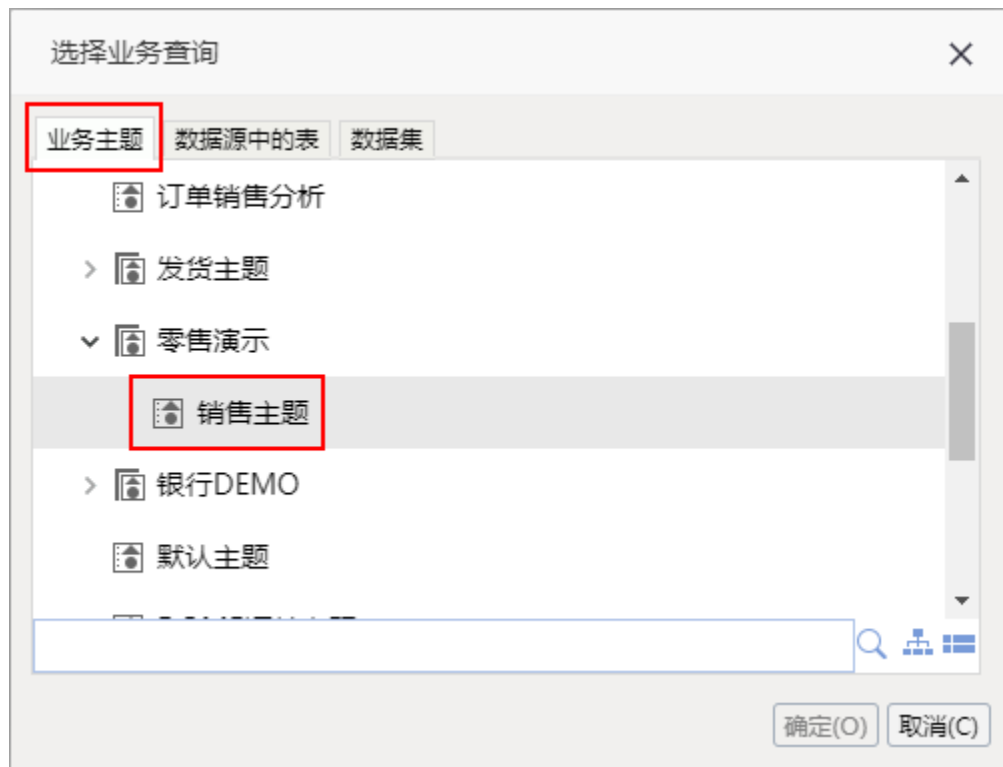 选择业务查询
业务主题 数据源中的表 数据集
订单销售分析
发货主题
零售演示
销售主题
银行DEMO
默认主题
确定(O) 取消(C)